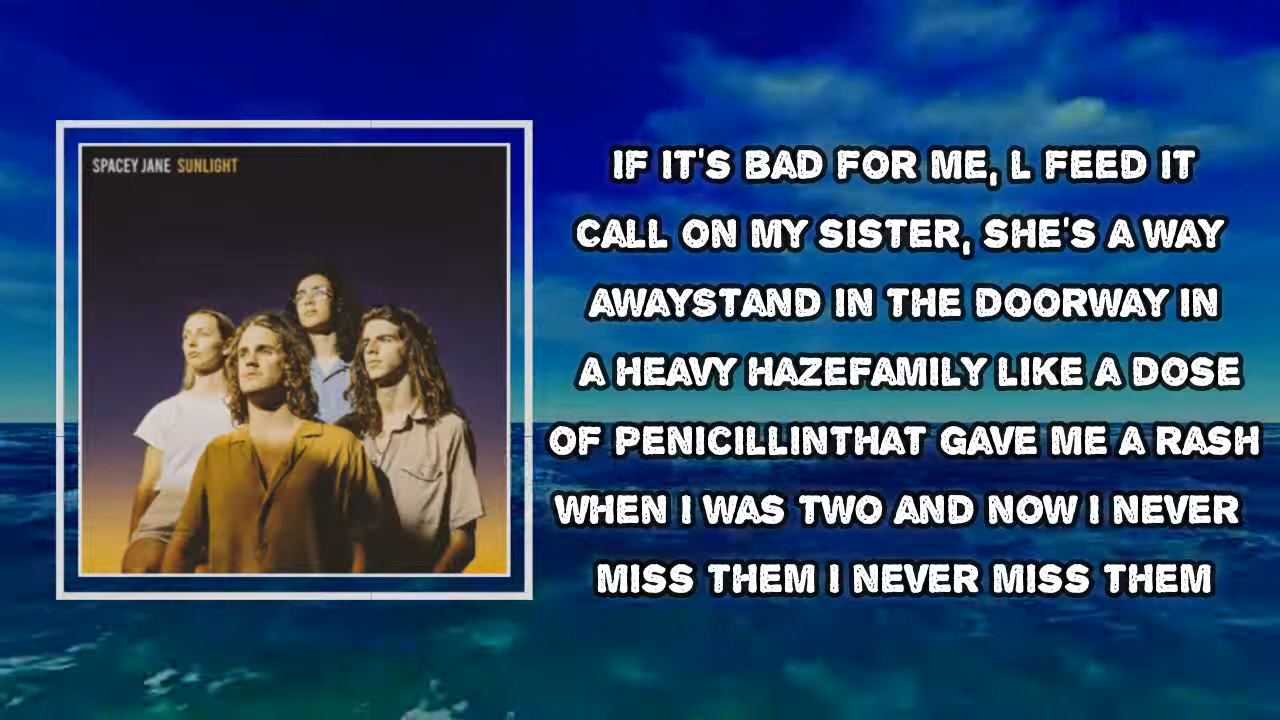 SPACEY JANE SUNLIGHT
IF IT'S BAD FOR ME, L FEED IT
CALL ON MY SISTER, SHE'S A WAY
AWAYSTAND IN THE DOORWAY IN
A HEAVY HAZEFAMILY LIKE A DOSE
OF PENICILLINTHAT GAVE ME A RASH
WHEN I WAS TWO AND NOW I NEVER
MISS THEM I NEVER MISS THEM